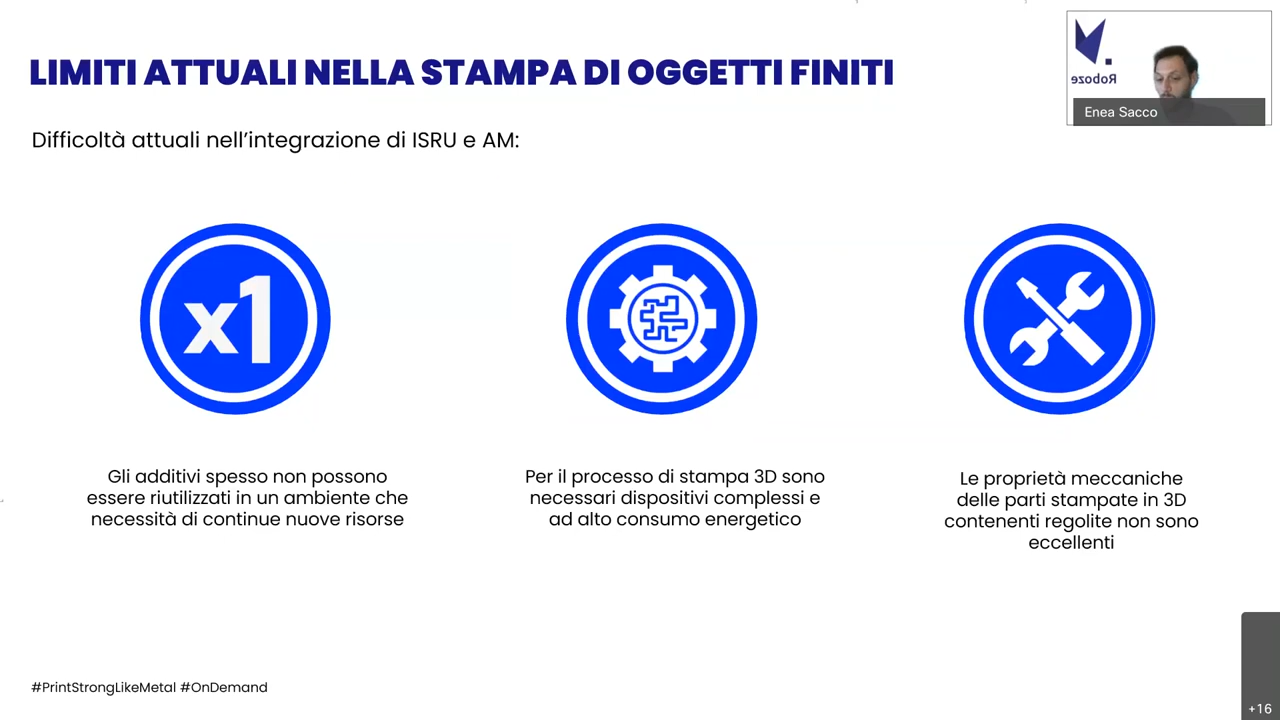 LIMITI ATTUALI NELLA STAMPA DI OGGETTI FINITI
Roboze
Enea Sacco
Difficoltà attuali nell’integrazione di ISRU e AM:
x1
Gli additivi spesso non possono
essere riutilizzati in un ambiente che
necessità di continue nuove risorse
Per il processo di stampa 3D sono
necessari dispositivi complessi e
ad alto consumo energetico
Le proprietà meccaniche
delle parti stampate in 3D
contenenti regolite non sono
eccellenti
#PrintStrongLikeMetal #OnDemand
+16